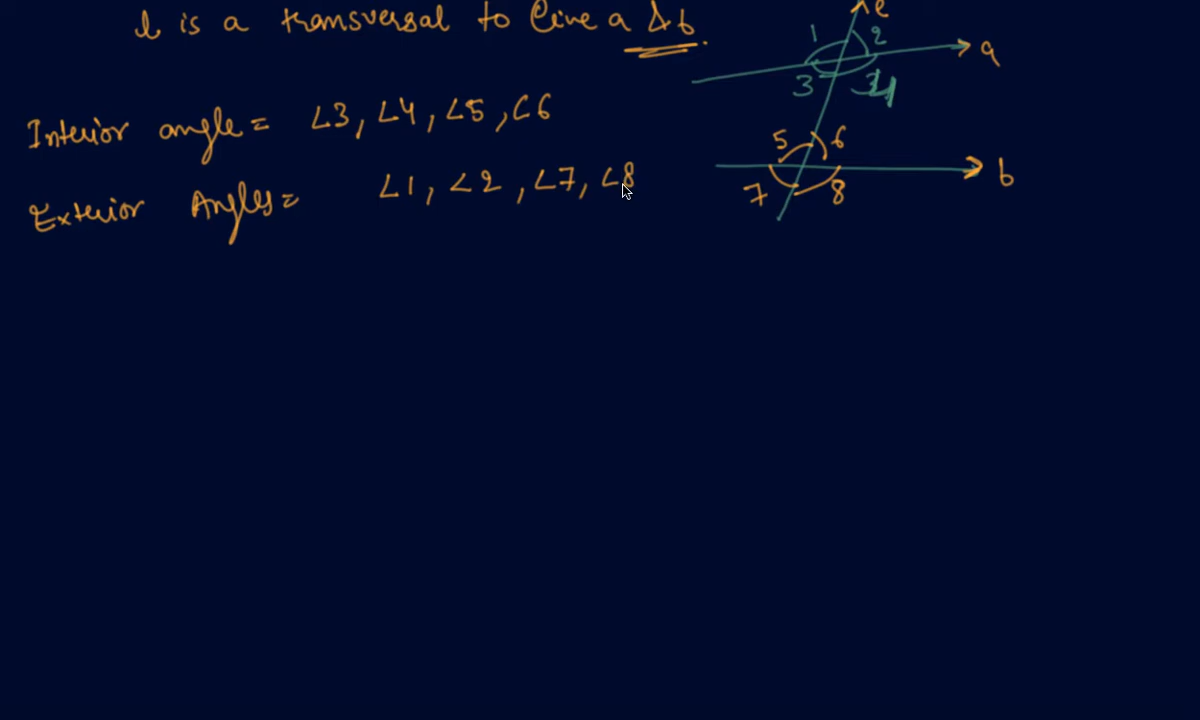 l is a transversal to line a & b.
Interior angle = ∠3, ∠4, ∠5, ∠6
Exterior Angles = ∠1, ∠2, ∠7, ∠8
l
1 2
a
3 4
5 6
b
7 8